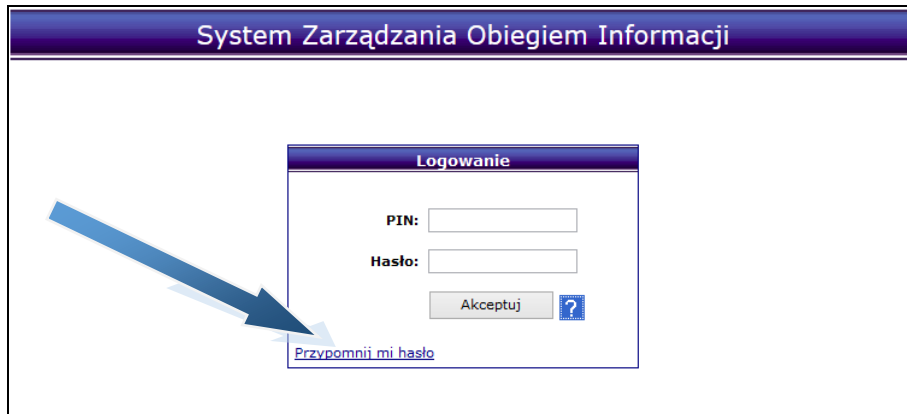 System Zarządzania Obiegiem Informacji
Logowanie
PIN:
Hasło:
Akceptuj ?
Przypomnij mi hasło